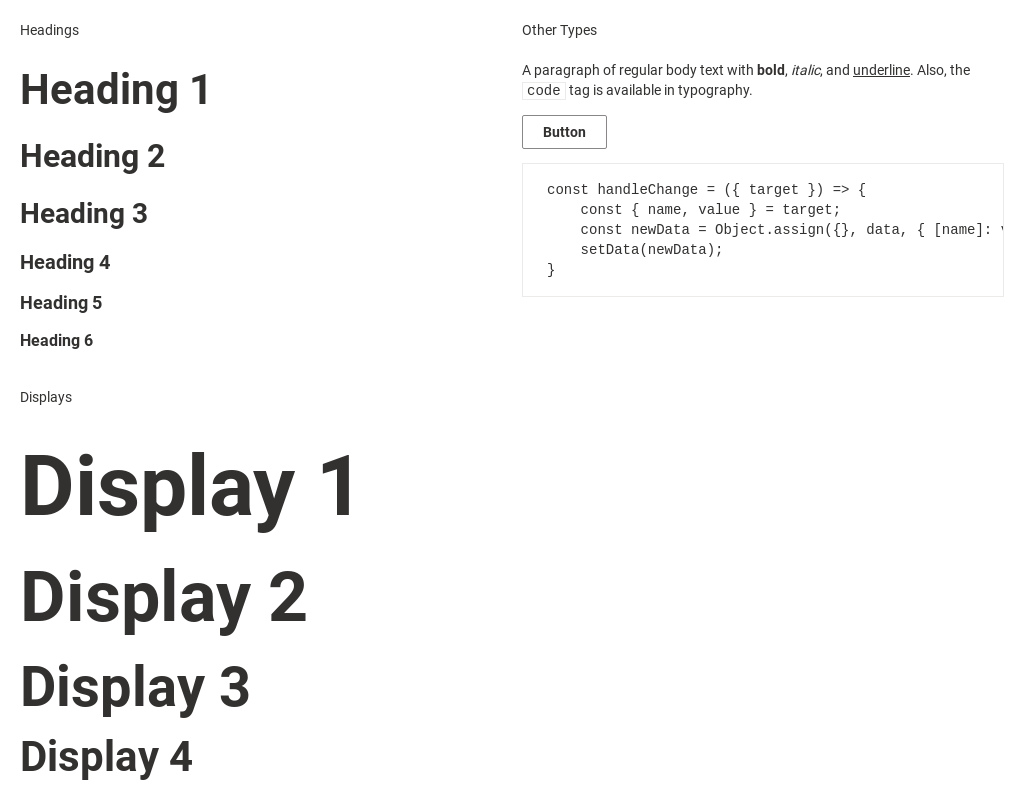 Headings
Heading 1
Heading 2
Heading 3
Heading 4
Heading 5
Heading 6
Displays
Display 1
Display 2
Display 3
Display 4
Other Types
A paragraph of regular body text with bold, italic, and underline. Also, the
code tag is available in typography.
Button
const handleChange = ({ target }) => {
    const { name, value } = target;
    const newData = Object.assign({}, data, { [name]:
    setData(newData);
}